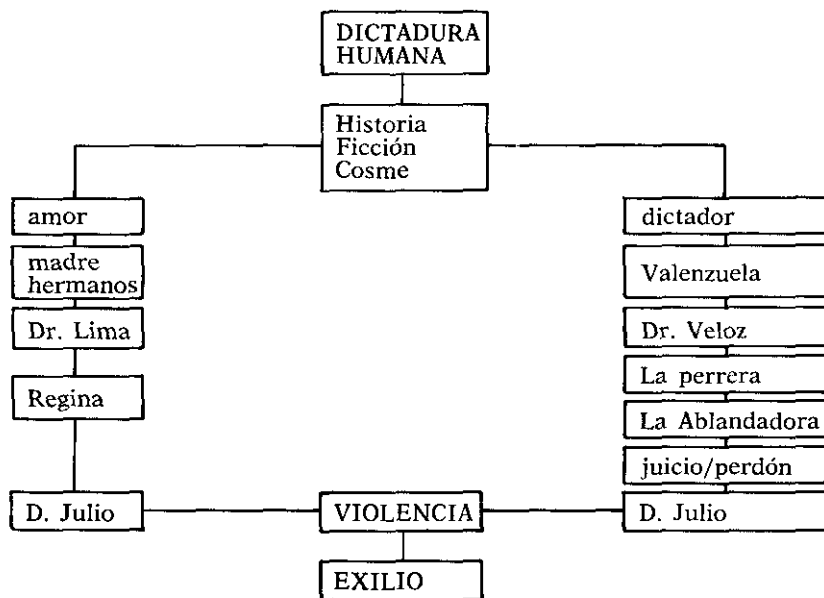 DICTADURA
HUMANA
Historia
Ficción
Cosme
amor
madre
hermanos
Dr. Lima
Regina
D. Julio
dictador
Valenzuela
Dr. Veloz
La perrera
La Ablandadora
juicio/perdón
D. Julio
VIOLENCIA
EXILIO